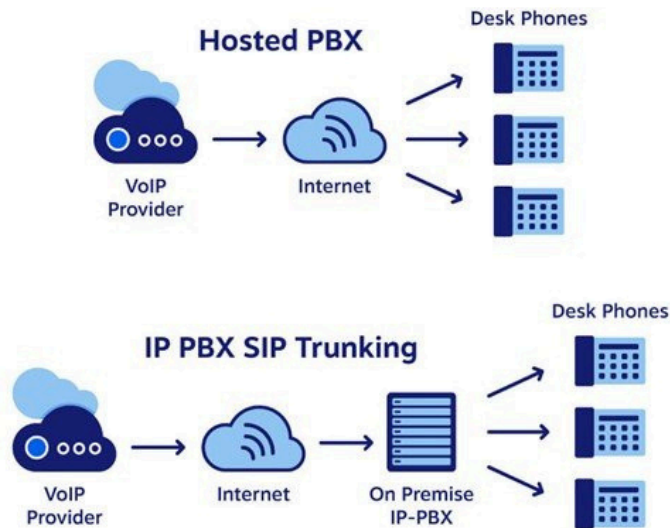 Hosted PBX
Desk Phones
VoIP
Provider
Internet
IP PBX SIP Trunking
Desk Phones
VoIP
Provider
Internet
On Premise
IP-PBX